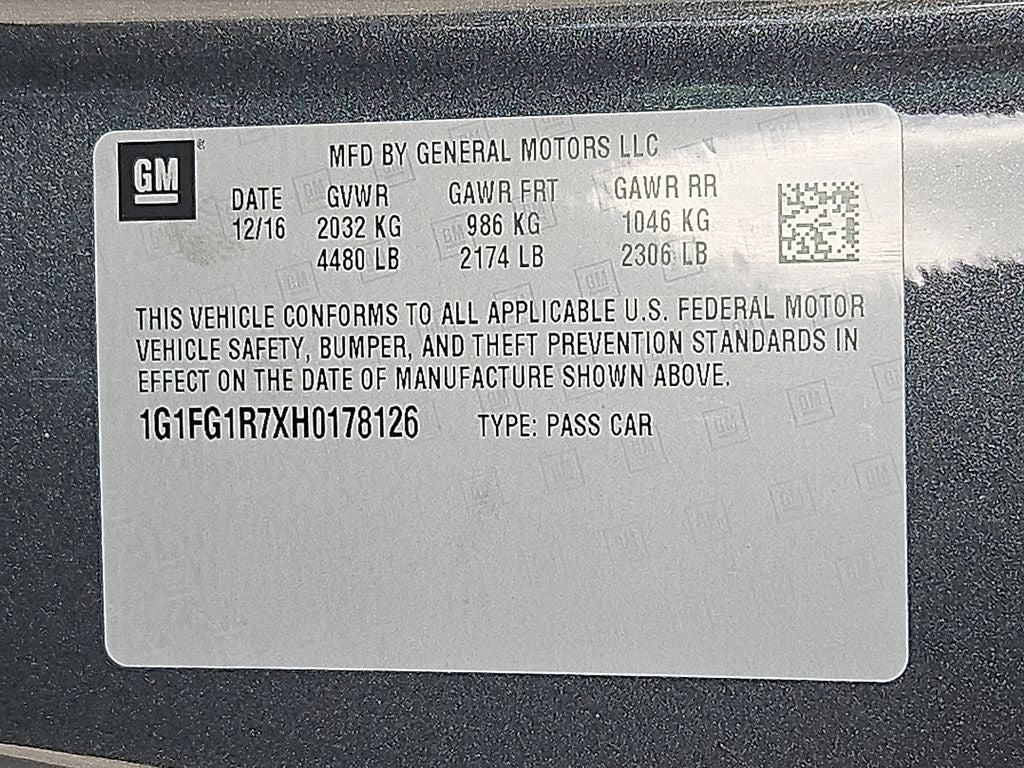 GM
MFD BY GENERAL MOTORS LLC
DATE GVWR GAWR FRT GAWR RR
12/16 2032 KG 986 KG 1046 KG
4480 LB 2174 LB 2306 LB
THIS VEHICLE CONFORMS TO ALL APPLICABLE U.S. FEDERAL MOTOR
VEHICLE SAFETY, BUMPER, AND THEFT PREVENTION STANDARDS IN
EFFECT ON THE DATE OF MANUFACTURE SHOWN ABOVE.
1G1FG1R7XH0178126 TYPE: PASS CAR